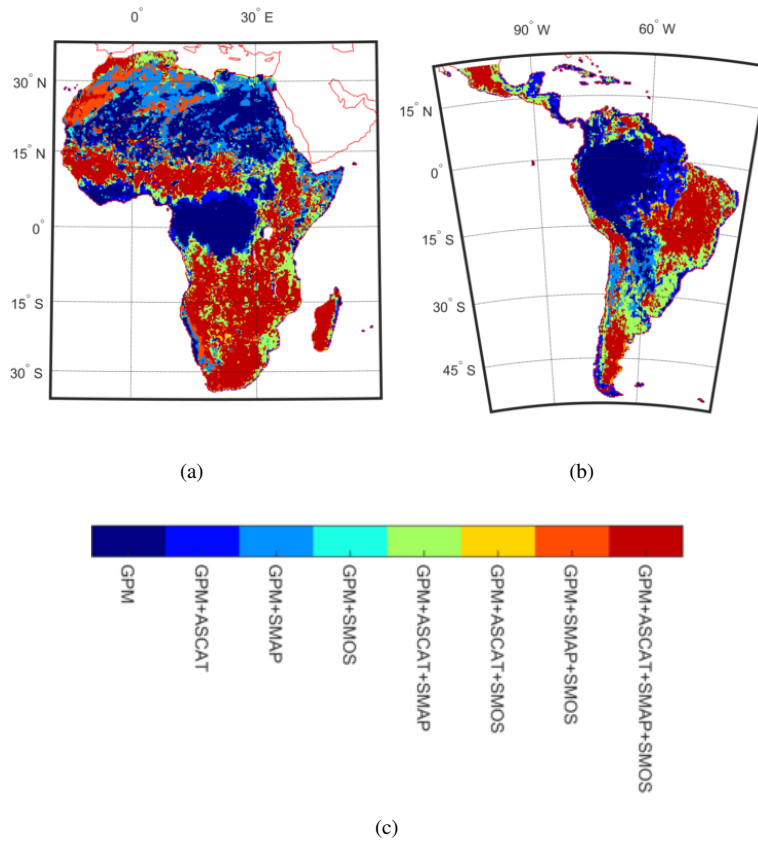 0° 30° E
30° N
15° N
0°
15° S
30° S
(a)
90° W 60° W
15° N
0°
15° S
30° S
45° S
(b)
GPM
GPM+ASCAT
GPM+SMAP
GPM+SMOS
GPM+ASCAT+SMAP
GPM+ASCAT+SMOS
GPM+SMAP+SMOS
GPM+ASCAT+SMAP+SMOS
(c)